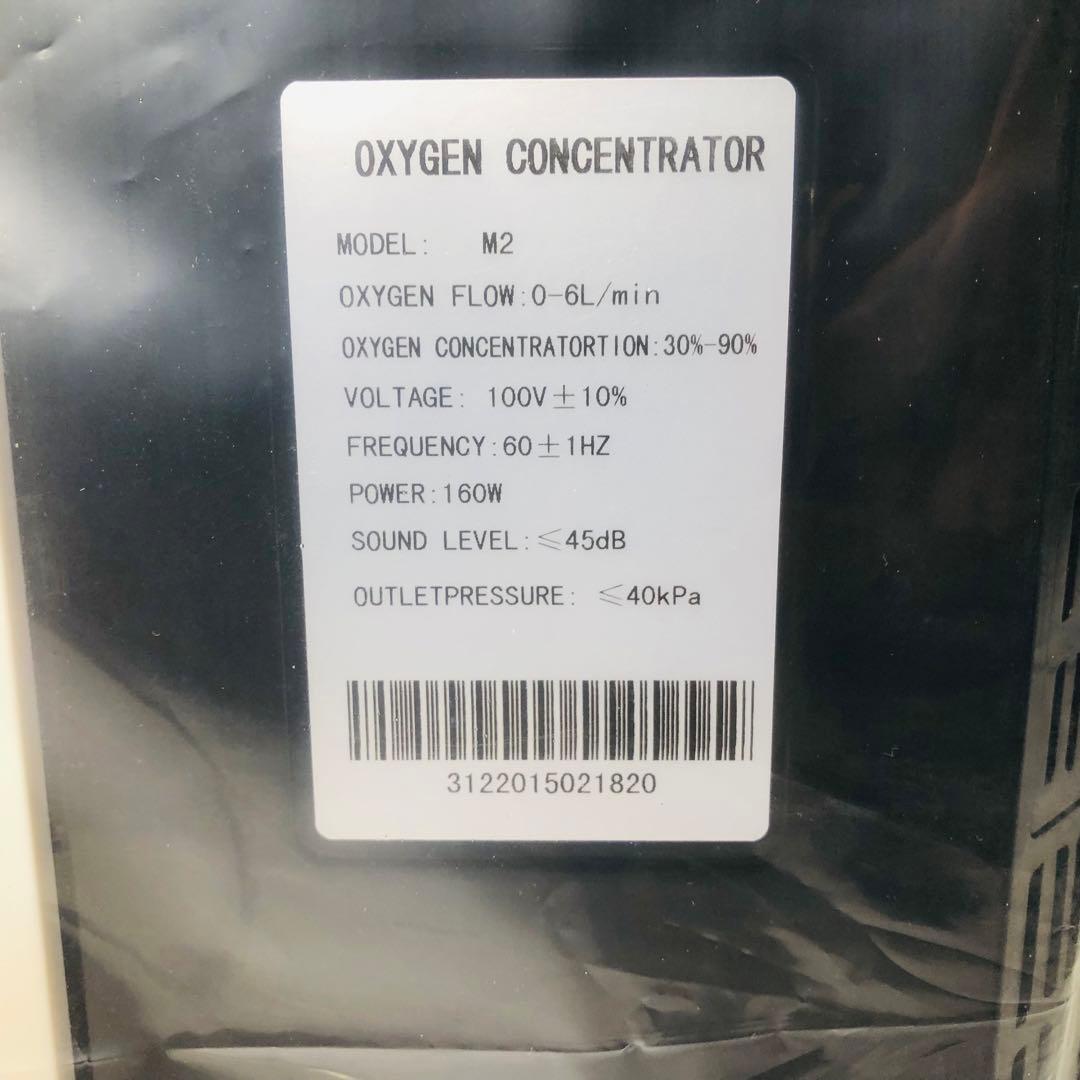 OXYGEN CONCENTRATOR
MODEL: M2
OXYGEN FLOW:0-6L/min
OXYGEN CONCENTRATORTION:30%-90%
VOLTAGE: 100V±10%
FREQUENCY:60±1HZ
POWER:160W
SOUND LEVEL:≤45dB
OUTLETPRESSURE: ≤40kPa
3122015021820